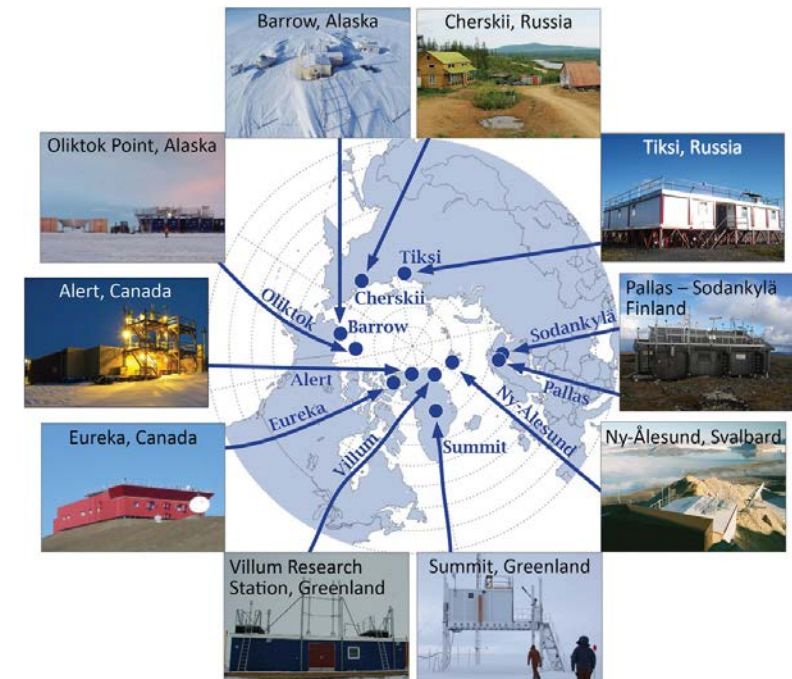 Barrow, Alaska
Cherskii, Russia
Oliktok Point, Alaska
Tiksi, Russia
Alert, Canada
Pallas – Sodankylä
Finland
Eureka, Canada
Ny-Ålesund, Svalbard
Villum Research
Station, Greenland
Summit, Greenland
Tiksi
Cherskii
Oliktok
Barrow
Sodankylä
Alert
Pallas
Eureka
Ny-Ålesund
Villum
Summit